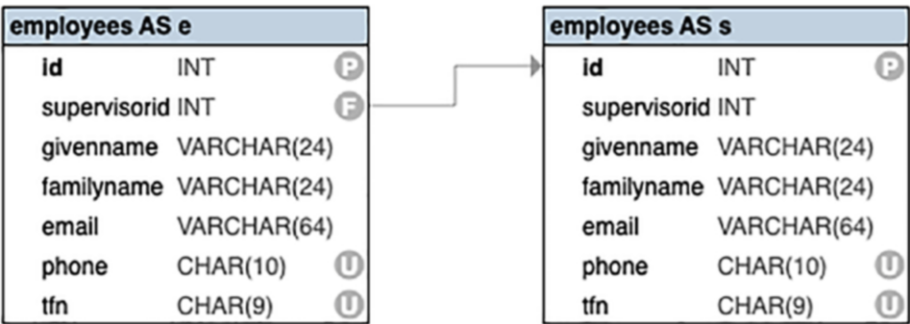 employees AS e
id INT P
supervisorid INT F
givenname VARCHAR(24)
familyname VARCHAR(24)
email VARCHAR(64)
phone CHAR(10) U
tfn CHAR(9) U
employees AS s
id INT P
supervisorid INT
givenname VARCHAR(24)
familyname VARCHAR(24)
email VARCHAR(64)
phone CHAR(10) U
tfn CHAR(9) U